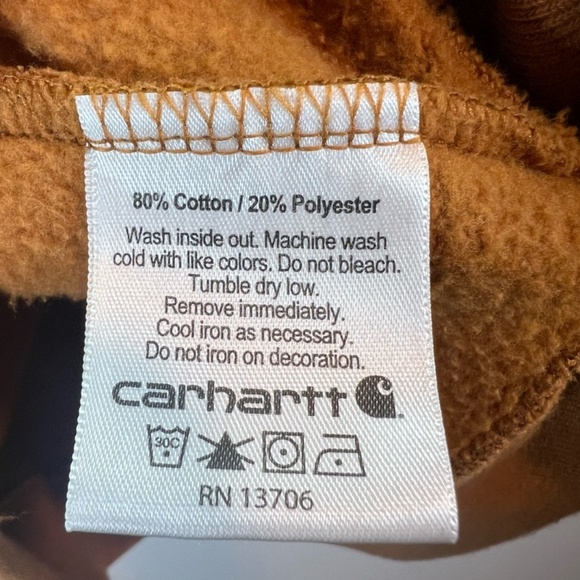 80% Cotton / 20% Polyester
Wash inside out. Machine wash
cold with like colors. Do not bleach.
Tumble dry low.
Remove immediately.
Cool iron as necessary.
Do not iron on decoration.
carhartt
30C
RN 13706